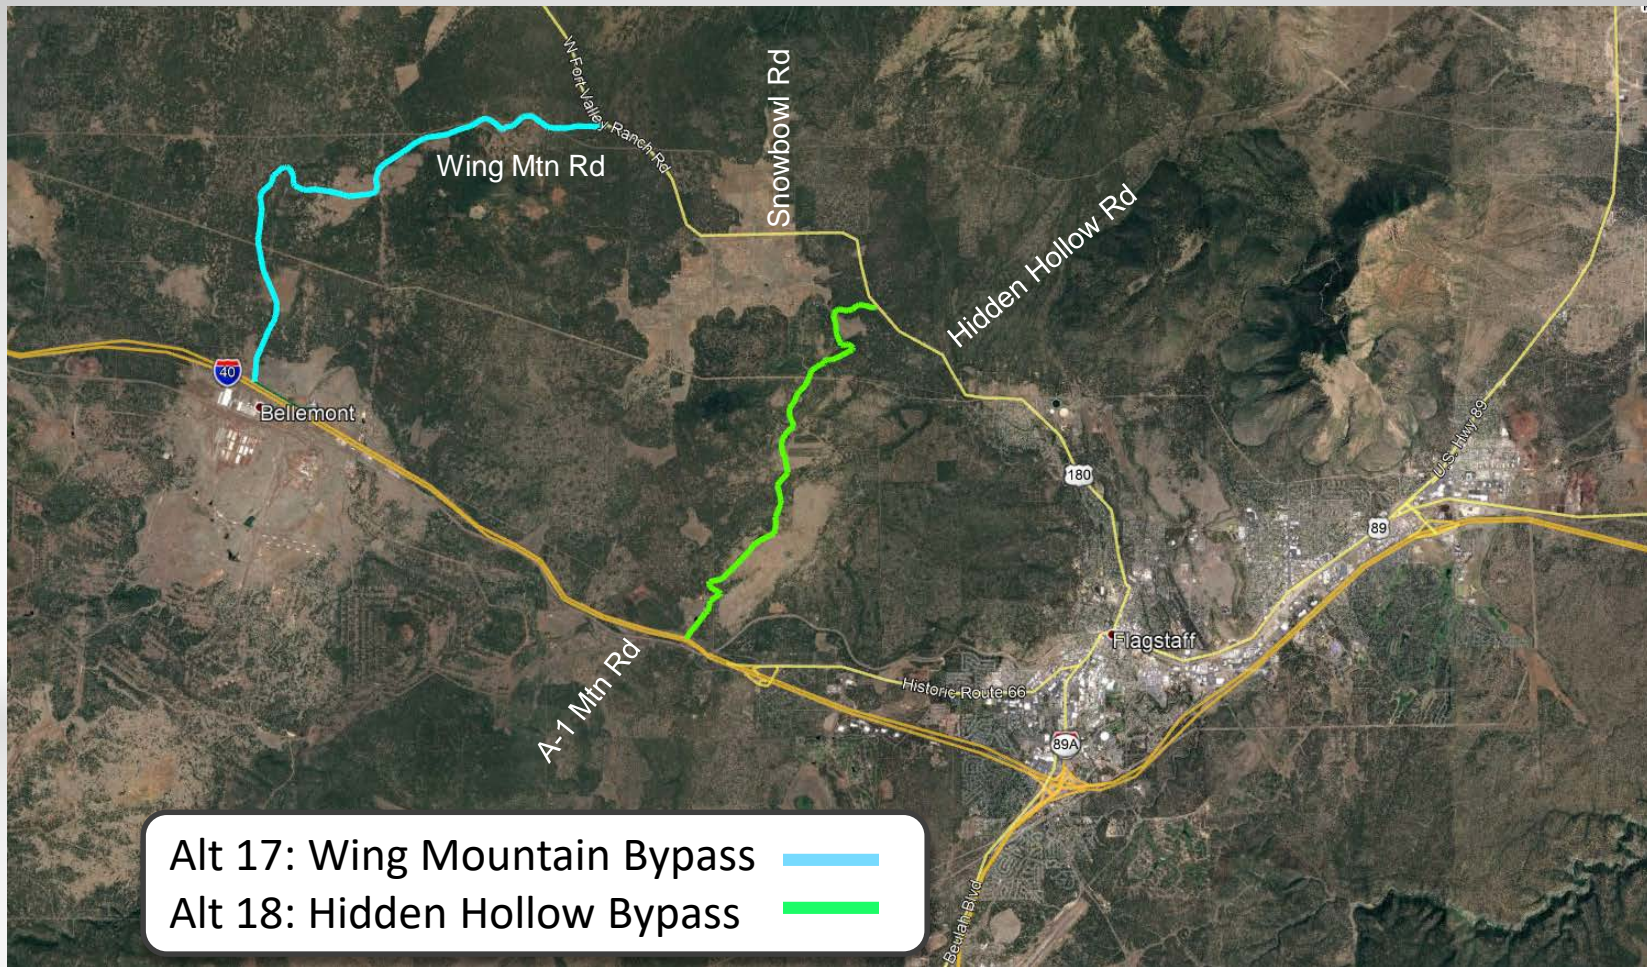 W Fort Valley Ranch Rd
Snowbowl Rd
Wing Mtn Rd
Hidden Hollow Rd
40
Bellemont
180
U.S. Hwy 89
89
Flagstaff
A-1 Mtn Rd
Historic Route 66
89A
Beulah Blvd
Alt 17: Wing Mountain Bypass
Alt 18: Hidden Hollow Bypass